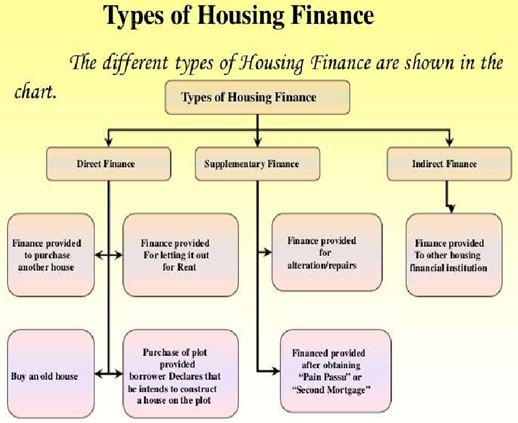 Types of Housing Finance
The different types of Housing Finance are shown in the
chart.
Types of Housing Finance
Direct Finance
Supplementary Finance
Indirect Finance
Finance provided
to purchase
another house
Finance provided
For letting it out
for Rent
Finance provided
for
alteration/repairs
Finance provided
To other housing
financial institution
Buy an old house
Purchase of plot
provided
borrower Declares that
he intends to construct
a house on the plot
Financed provided
after obtaining
"Pain Passu" or
"Second Mortgage"